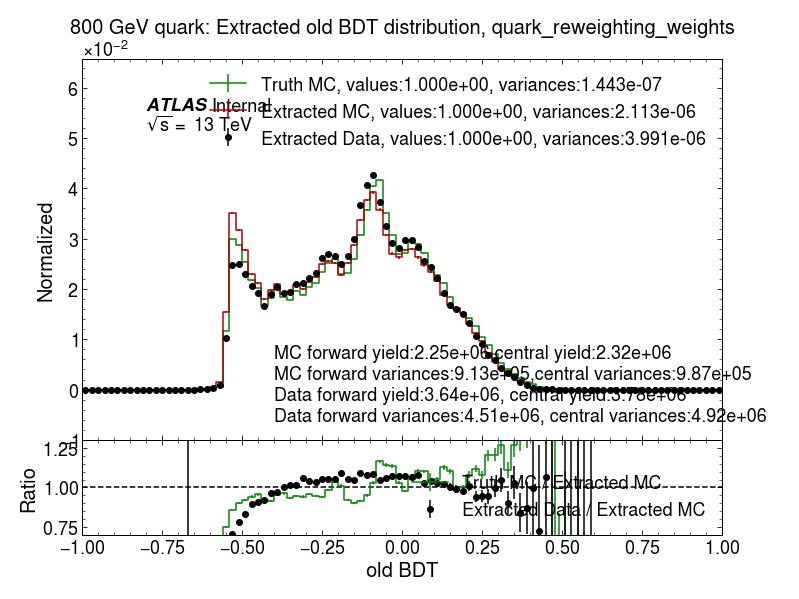 800 GeV quark: Extracted old BDT distribution, quark_reweighting_weights
×10⁻²
Truth MC, values:1.000e+00, variances:1.443e-07
ATLAS Internal
Extracted MC, values:1.000e+00, variances:2.113e-06
√s = 13 TeV
Extracted Data, values:1.000e+00, variances:3.991e-06
6
5
4
3
2
1
0
Normalized
MC forward yield:2.25e+06,central yield:2.32e+06
MC forward variances:9.13e+05,central variances:9.87e+05
Data forward yield:3.64e+06, central yield:3.78e+06
Data forward variances:4.51e+06, central variances:4.92e+06
1.25
1.00
0.75
Ratio
Truth MC / Extracted MC
Extracted Data / Extracted MC
−1.00 −0.75 −0.50 −0.25 0.00 0.25 0.50 0.75 1.00
old BDT